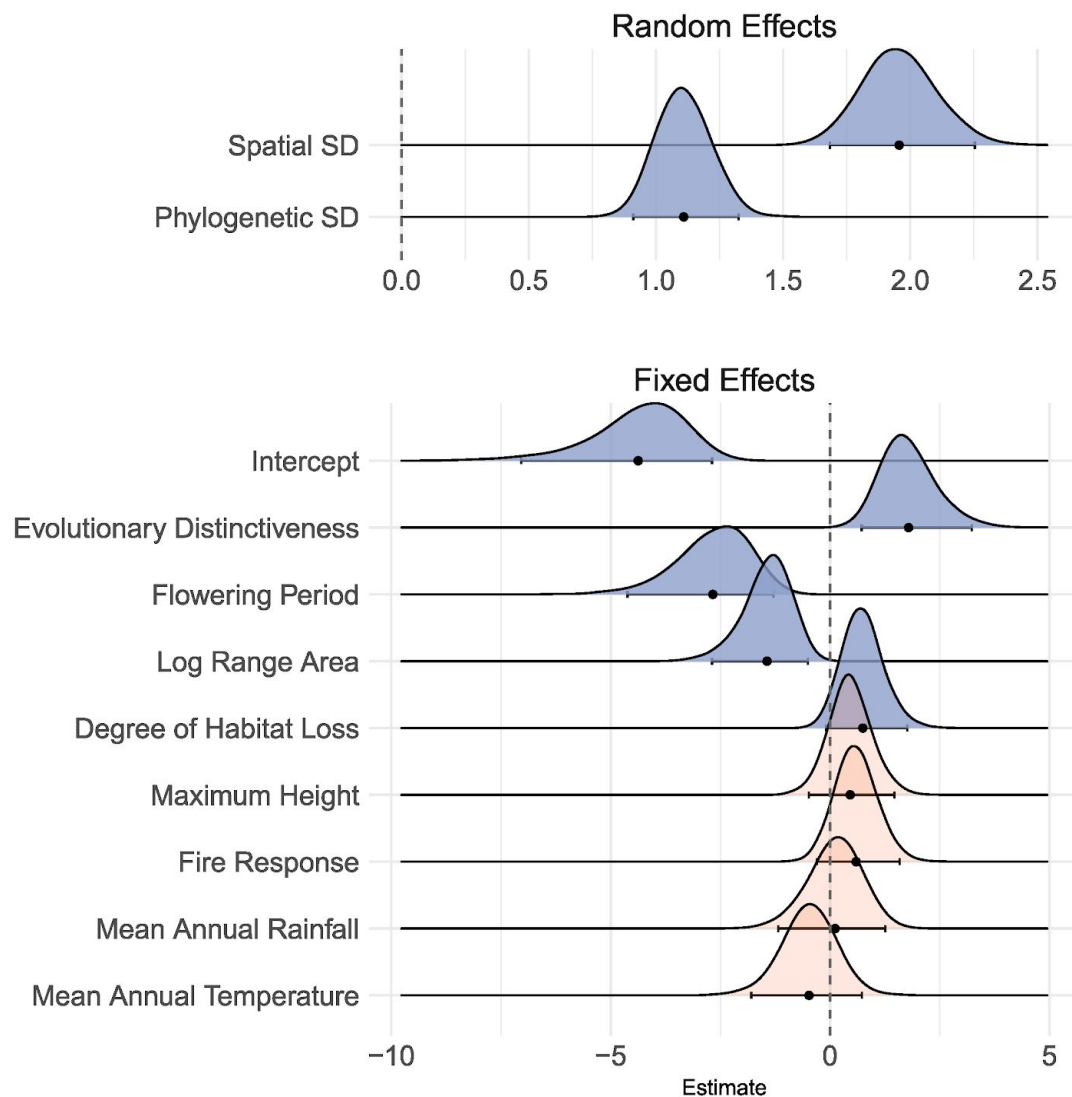 Random Effects
Spatial SD
Phylogenetic SD
0.0 0.5 1.0 1.5 2.0 2.5
Fixed Effects
Intercept
Evolutionary Distinctiveness
Flowering Period
Log Range Area
Degree of Habitat Loss
Maximum Height
Fire Response
Mean Annual Rainfall
Mean Annual Temperature
−10 −5 0 5
Estimate